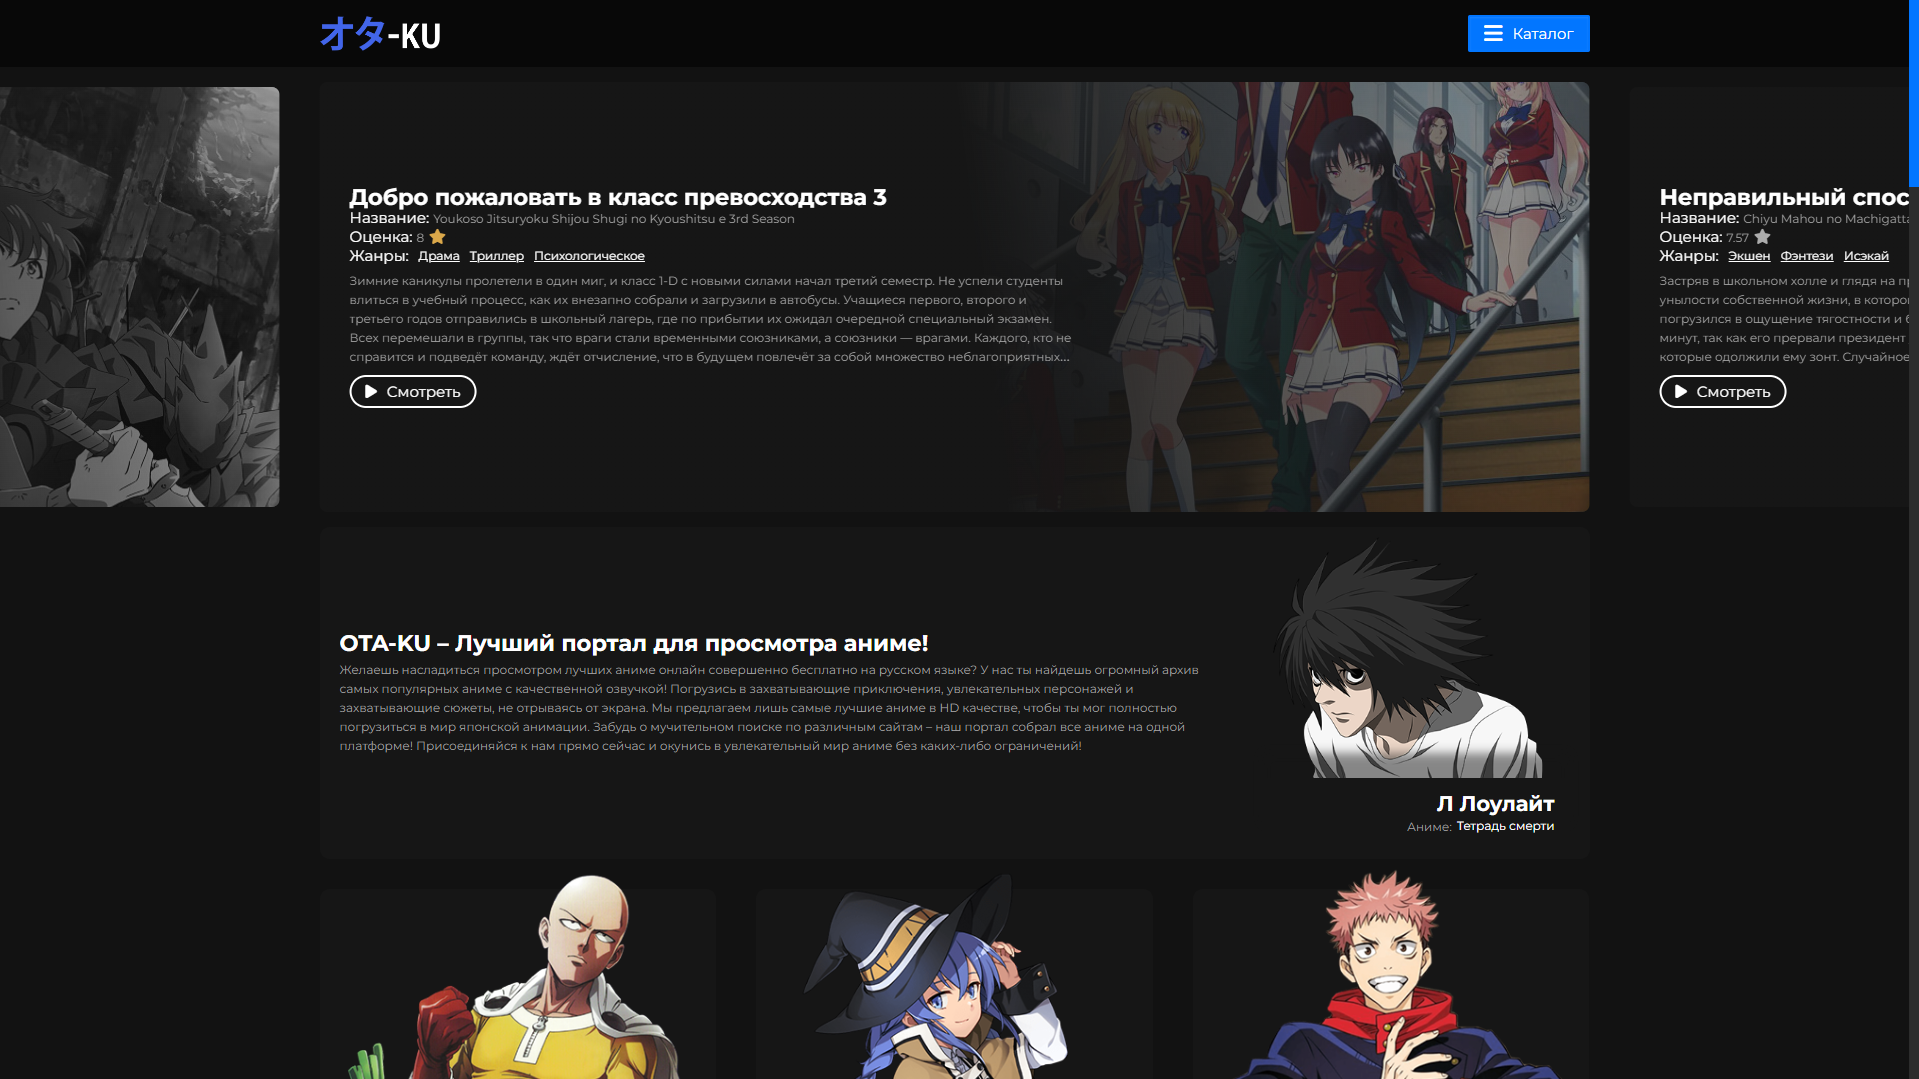 オタ-KU
Каталог
Добро пожаловать в класс превосходства 3
Название: Youkoso Jitsuryoku Shijou Shugi no Kyoushitsu e 3rd Season
Оценка: 8
Жанры: Драма Триллер Психологическое
Зимние каникулы пролетели в один миг, и класс 1-D с новыми силами начал третий семестр. Не успели студенты
влиться в учебный процесс, как их внезапно собрали и загрузили в автобусы. Учащиеся первого, второго и
третьего годов отправились в школьный лагерь, где по прибытии их ожидал очередной специальный экзамен.
Всех перемешали в группы, так что враги стали временными союзниками, а союзники — врагами. Каждого, кто не
справится и подведёт команду, ждёт отчисление, что в будущем повлечёт за собой множество неблагоприятных...
Смотреть
Неправильный спос
Название: Chiyu Mahou no Machigatta
Оценка: 7.57
Жанры: Экшен Фэнтези Исэкай
Застряв в школьном холле и глядя на
унылости собственной жизни, в которо
погрузился в ощущение тягостности и
минут, так как его прервали президент
которые одолжили ему зонт. Случайное
Смотреть
OTA-KU – Лучший портал для просмотра аниме!
Желаешь насладиться просмотром лучших аниме онлайн совершенно бесплатно на русском языке? У нас ты найдешь огромный архив
самых популярных аниме с качественной озвучкой! Погрузись в захватывающие приключения, увлекательных персонажей и
захватывающие сюжеты, не отрываясь от экрана. Мы предлагаем лишь самые лучшие аниме в HD качестве, чтобы ты мог полностью
погрузиться в мир японской анимации. Забудь о мучительном поиске по различным сайтам – наш портал собрал все аниме на одной
платформе! Присоединяйся к нам прямо сейчас и окунись в увлекательный мир аниме без каких-либо ограничений!
Л Лоулайт
Аниме: Тетрадь смерти